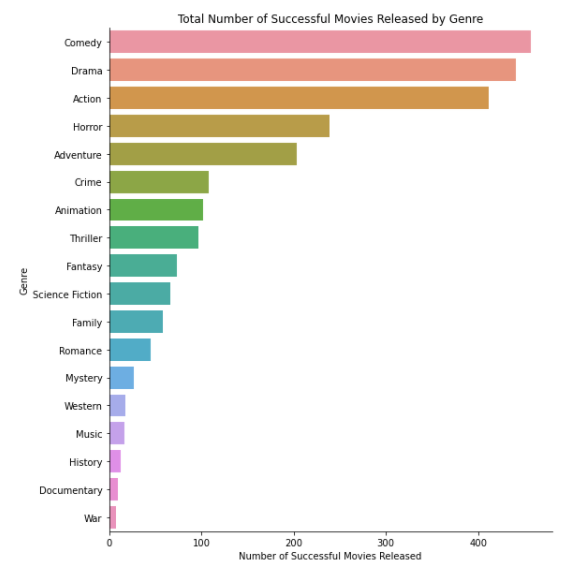 Total Number of Successful Movies Released by Genre
Genre
Comedy
Drama
Action
Horror
Adventure
Crime
Animation
Thriller
Fantasy
Science Fiction
Family
Romance
Mystery
Western
Music
History
Documentary
War
0 100 200 300 400
Number of Successful Movies Released